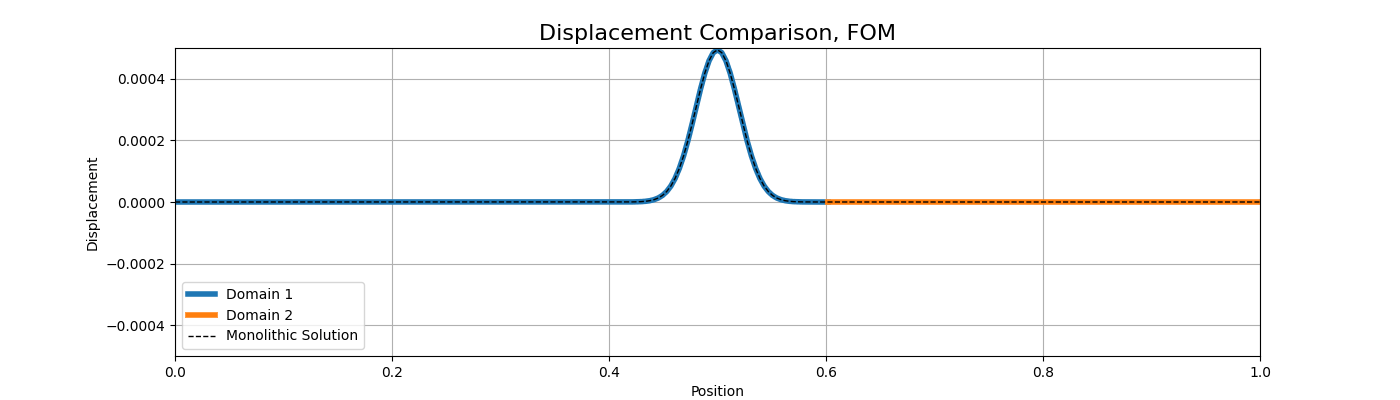 Displacement Comparison, FOM
0.0004
0.0002
0.0000
−0.0002
−0.0004
Displacement
Domain 1
Domain 2
Monolithic Solution
0.0 0.2 0.4 0.6 0.8 1.0
Position